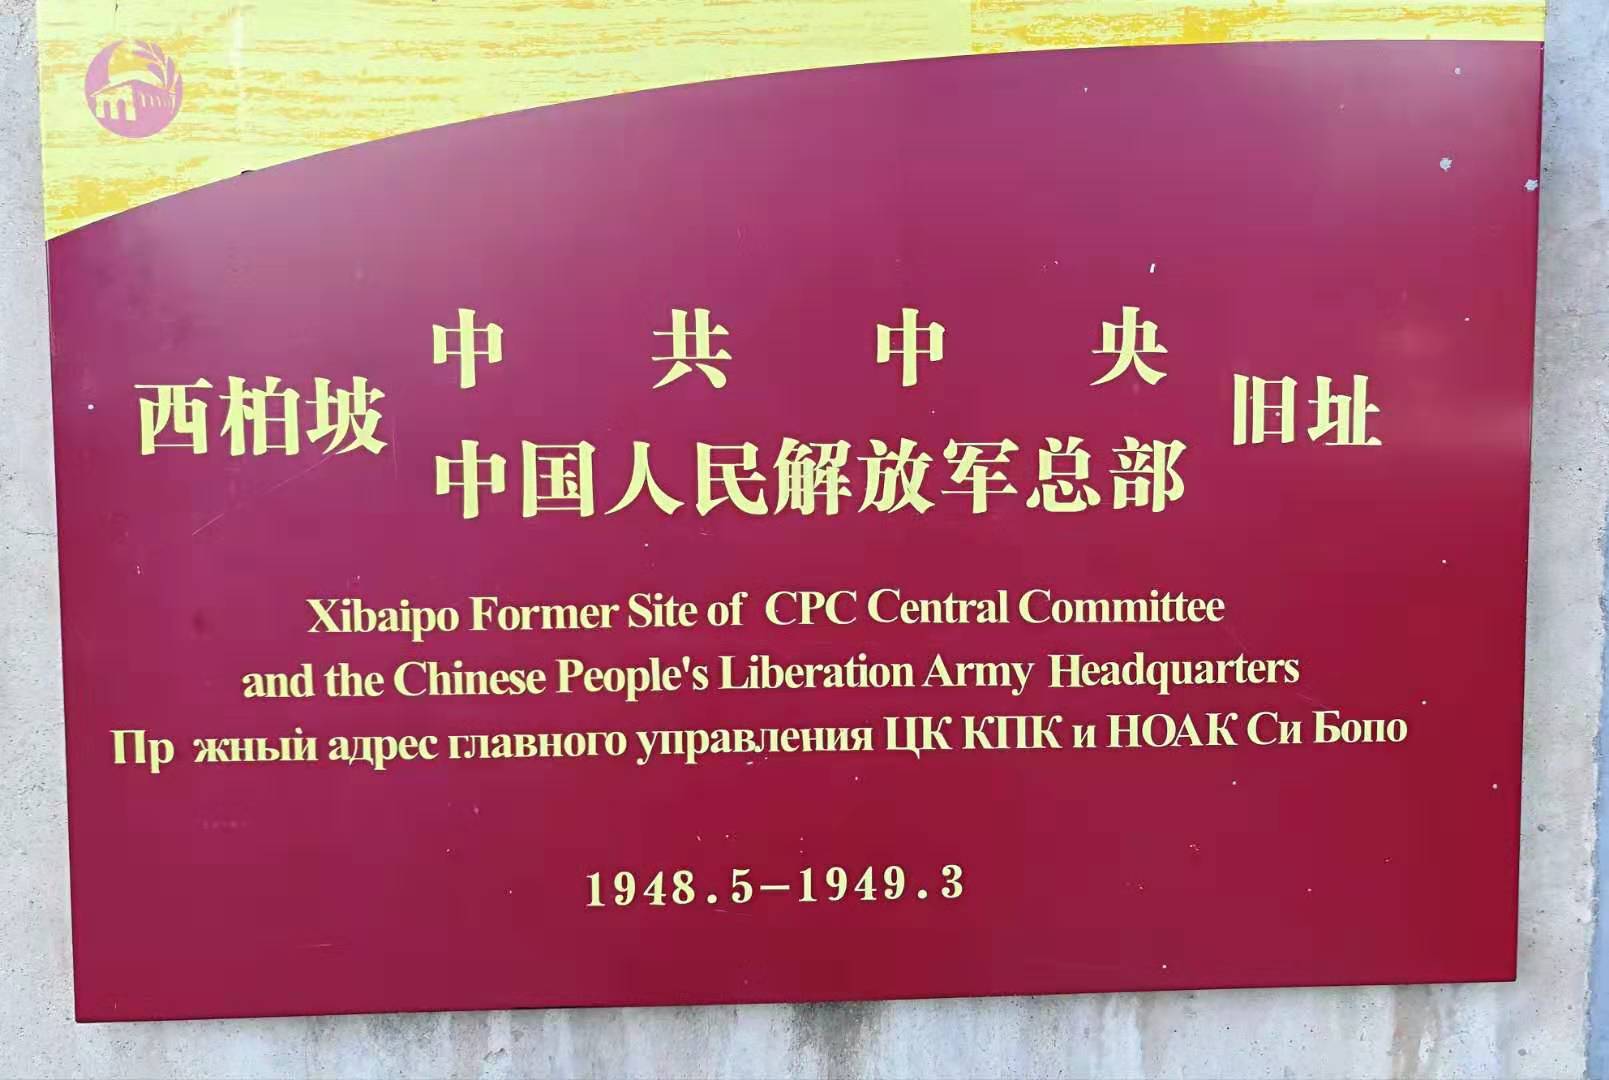 西柏坡 中共中央 旧址
中国人民解放军总部
Xibaipo Former Site of CPC Central Committee
and the Chinese People's Liberation Army Headquarters
Пр жный адрес главного управления ЦК КПК и НОАК Си Бопо
1948.5—1949.3